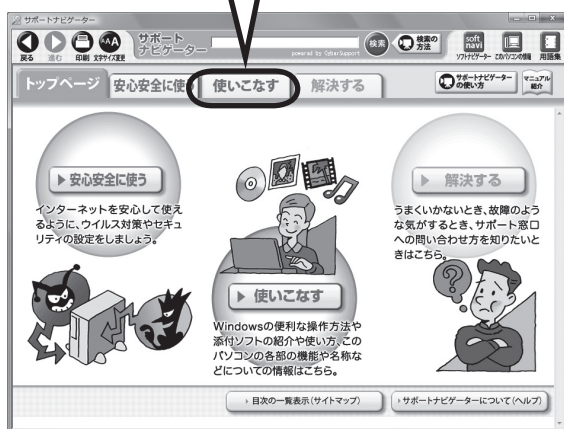 サポートナビゲーター
戻る 進む 印刷 文字サイズ変更
サポート
ナビゲーター
powered by CyberSupport
検索
検索の
方法
soft
navi
ソフトナビゲーター このパソコンの情報 用語集
トップページ 安心安全に使う 使いこなす 解決する
サポートナビゲーター
の使い方
マニュアル
紹介
安心安全に使う
インターネットを安心して使え
るように、ウイルス対策やセキュ
リティの設定をしましょう。
使いこなす
Windowsの便利な操作方法や
添付ソフトの紹介や使い方、この
パソコンの各部の機能や名称な
どについての情報はこちら。
解決する
うまくいかないとき、故障のよう
な気がするとき、サポート窓口
への問い合わせ方を知りたいと
きはこちら。
目次の一覧表示(サイトマップ)
サポートナビゲーターについて(ヘルプ)